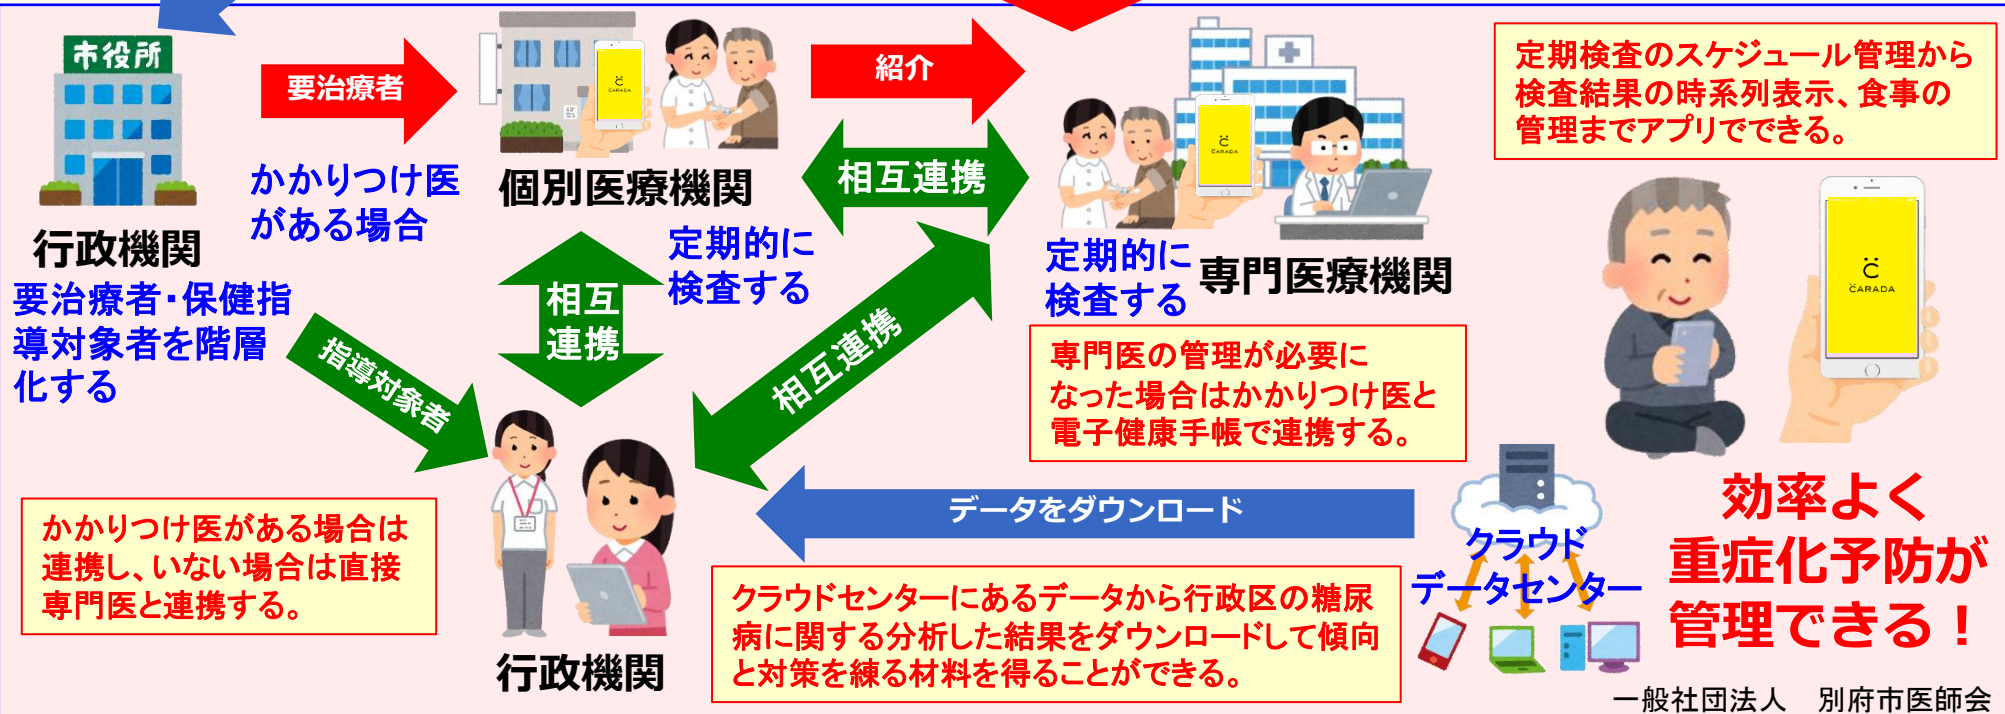 市役所
行政機関
要治療者・保健指
導対象者を階層
化する
要治療者
かかりつけ医
がある場合
指導対象者
CARADA
個別医療機関
定期的に
検査する
相互
連携
紹介
相互連携
相互連携
CARADA
定期的に
検査する
専門医療機関
専門医の管理が必要に
なった場合はかかりつけ医と
電子健康手帳で連携する。
定期検査のスケジュール管理から
検査結果の時系列表示、食事の
管理までアプリでできる。
CARADA
かかりつけ医がある場合は
連携し、いない場合は直接
専門医と連携する。
行政機関
データをダウンロード
クラウドセンターにあるデータから行政区の糖尿
病に関する分析した結果をダウンロードして傾向
と対策を練る材料を得ることができる。
クラウド
データセンター
効率よく
重症化予防が
管理できる！
一般社団法人　別府市医師会